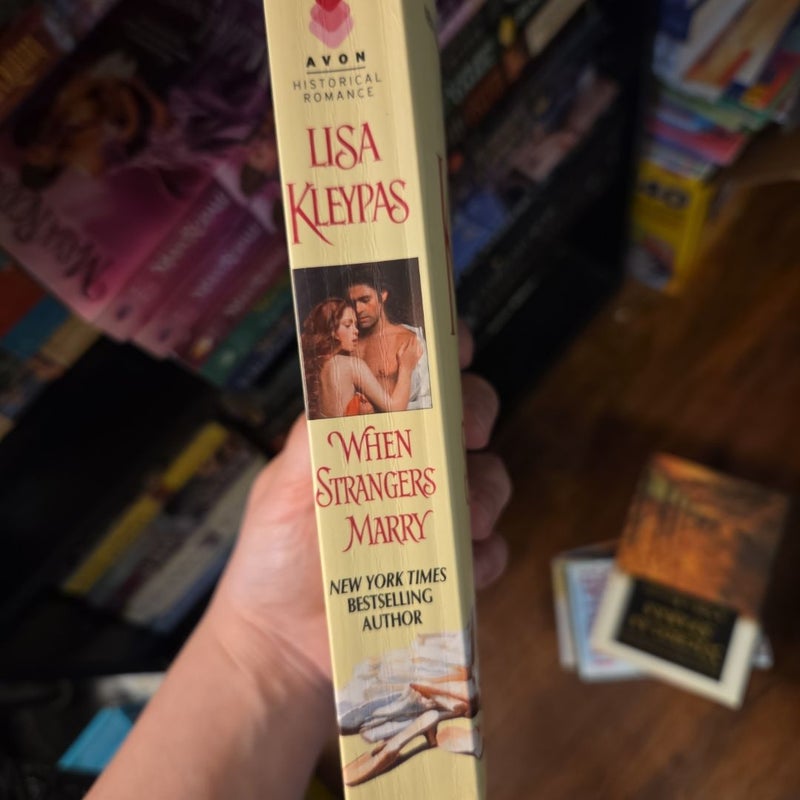 AVON
HISTORICAL
ROMANCE
LISA
KLEYPAS
WHEN
STRANGERS
MARRY
NEW YORK TIMES
BESTSELLING
AUTHOR